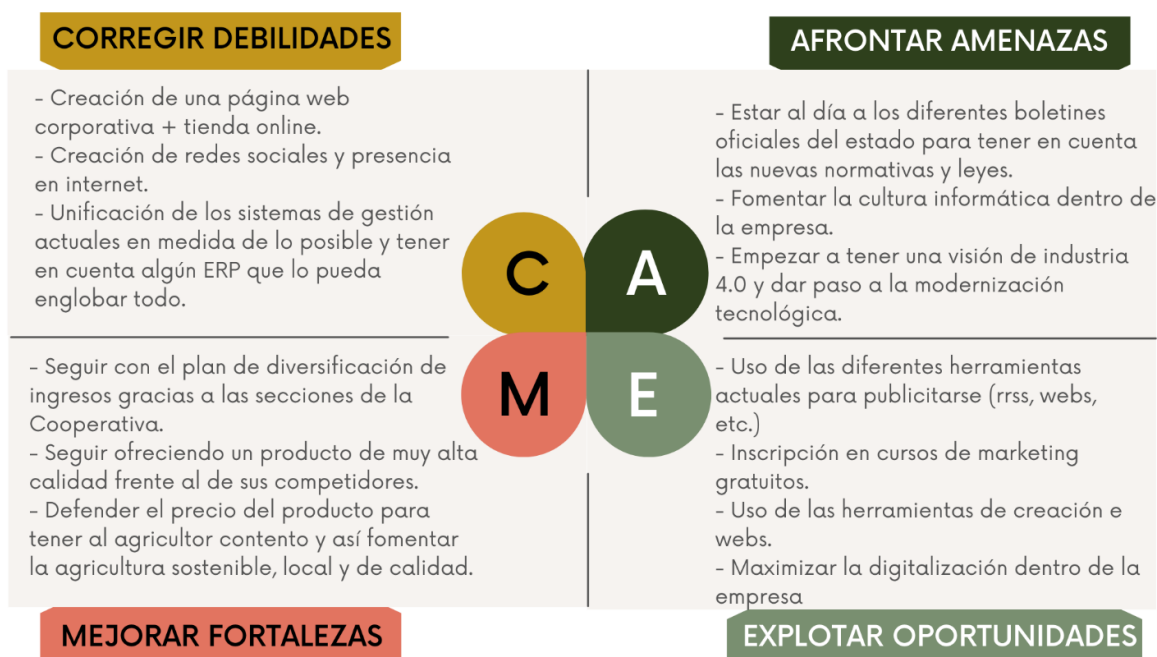 CORREGIR DEBILIDADES
- Creación de una página web
corporativa + tienda online.
- Creación de redes sociales y presencia
en internet.
- Unificación de los sistemas de gestión
actuales en medida de lo posible y tener
en cuenta algún ERP que lo pueda
englobar todo.
AFRONTAR AMENAZAS
- Estar al día a los diferentes boletines
oficiales del estado para tener en cuenta
las nuevas normativas y leyes.
- Fomentar la cultura informática dentro de
la empresa.
- Empezar a tener una visión de industria
4.0 y dar paso a la modernización
tecnológica.
C
A
M
E
- Seguir con el plan de diversificación de
ingresos gracias a las secciones de la
Cooperativa.
- Seguir ofreciendo un producto de muy alta
calidad frente al de sus competidores.
- Defender el precio del producto para
tener al agricultor contento y así fomentar
la agricultura sostenible, local y de calidad.
MEJORAR FORTALEZAS
- Uso de las diferentes herramientas
actuales para publicitarse (rrss, webs,
etc.)
- Inscripción en cursos de marketing
gratuitos.
- Uso de las herramientas de creación e
webs.
- Maximizar la digitalización dentro de la
empresa
EXPLOTAR OPORTUNIDADES